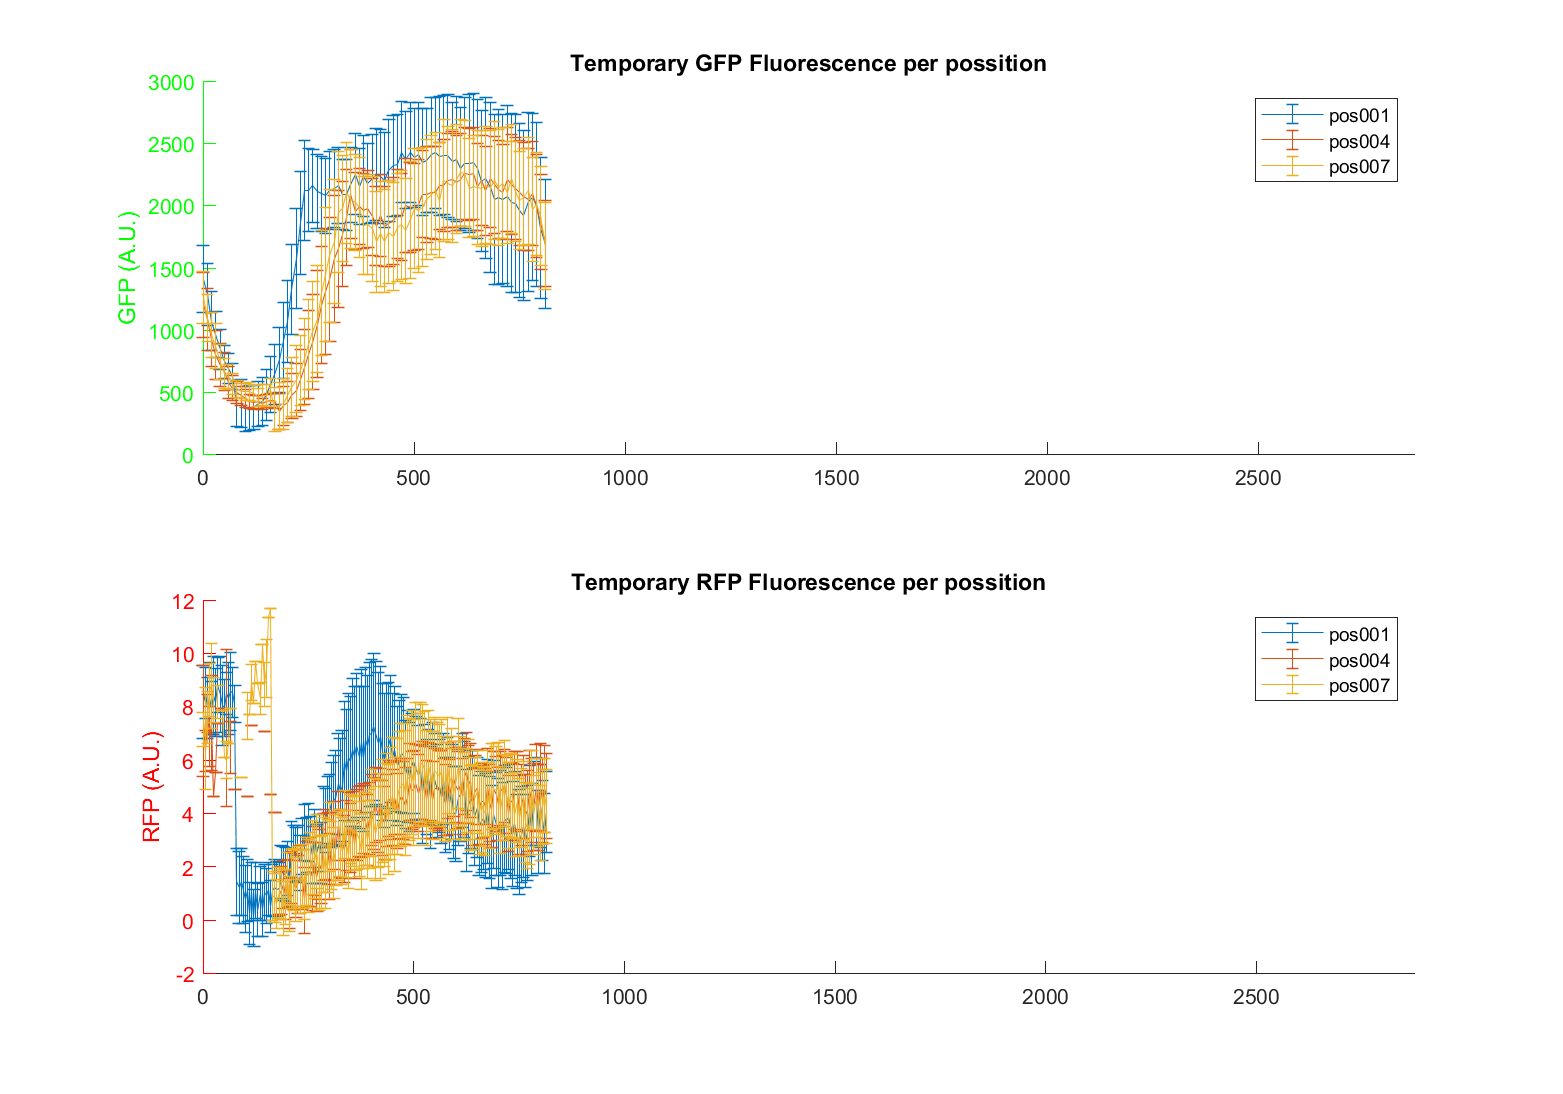 Temporary GFP Fluorescence per possition
3000
2500
2000
1500
1000
500
0
GFP (A.U.)
0 500 1000 1500 2000 2500
pos001
pos004
pos007
Temporary RFP Fluorescence per possition
12
10
8
6
4
2
0
-2
RFP (A.U.)
0 500 1000 1500 2000 2500
pos001
pos004
pos007